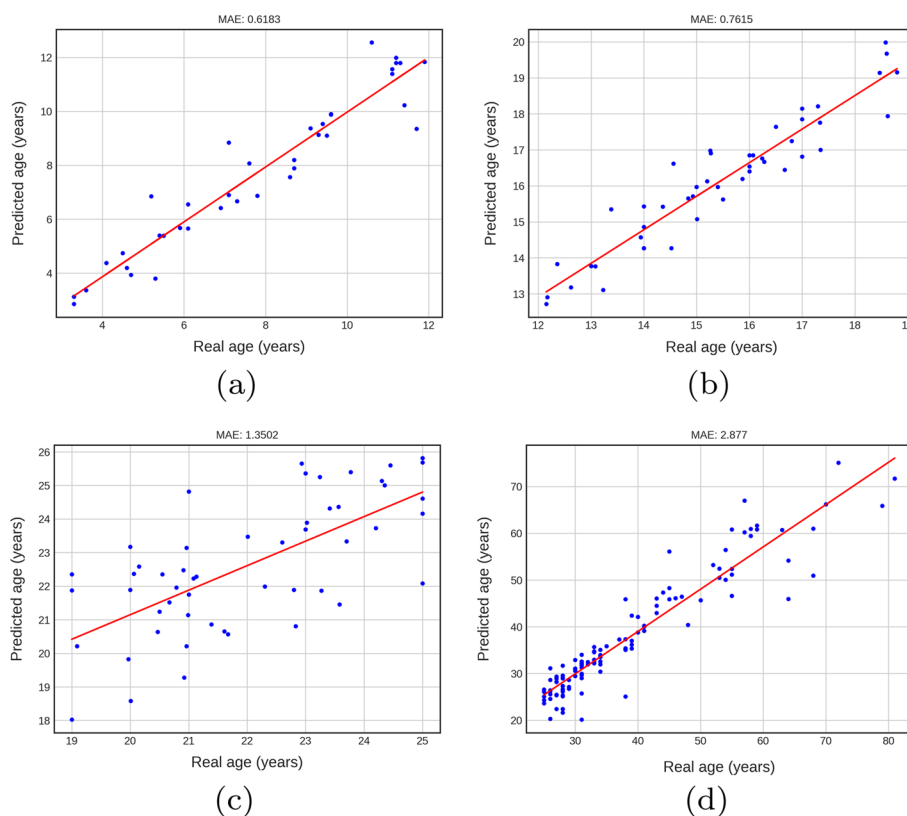 MAE: 0.6183
12
10
8
6
4
Predicted age (years)
4 6 8 10 12
Real age (years)
(a)
MAE: 0.7615
20
19
18
17
16
15
14
13
Predicted age (years)
12 13 14 15 16 17 18 1
Real age (years)
(b)
MAE: 1.3502
26
25
24
23
22
21
20
19
18
Predicted age (years)
19 20 21 22 23 24 25
Real age (years)
(c)
MAE: 2.877
70
60
50
40
30
20
Predicted age (years)
30 40 50 60 70 80
Real age (years)
(d)